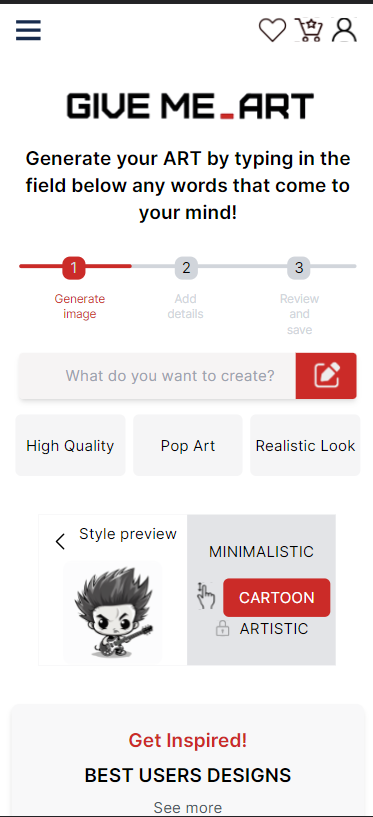 GIVE ME_ART
Generate your ART by typing in the
field below any words that come to
your mind!
1
2
3
Generate
image
Add
details
Review
and
save
What do you want to create?
High Quality
Pop Art
Realistic Look
Style preview
MINIMALISTIC
CARTOON
ARTISTIC
Get Inspired!
BEST USERS DESIGNS
See more